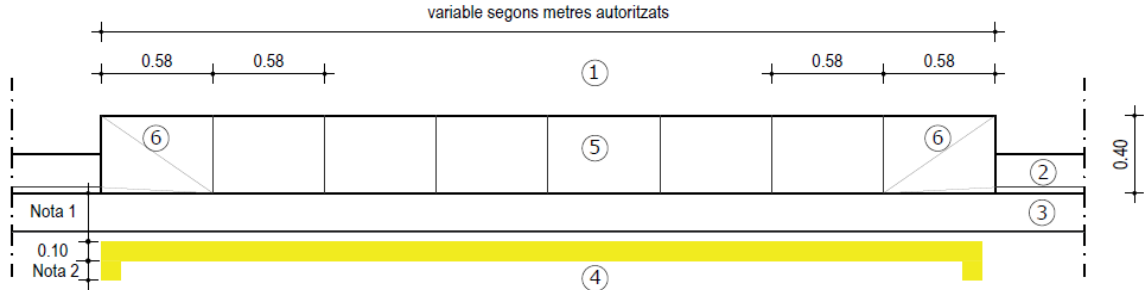 variable segons metres autoritzats
0.58 0.58 0.58 0.58
1
6 5 6
0.40
2
Nota 1 3
0.10
Nota 2 4